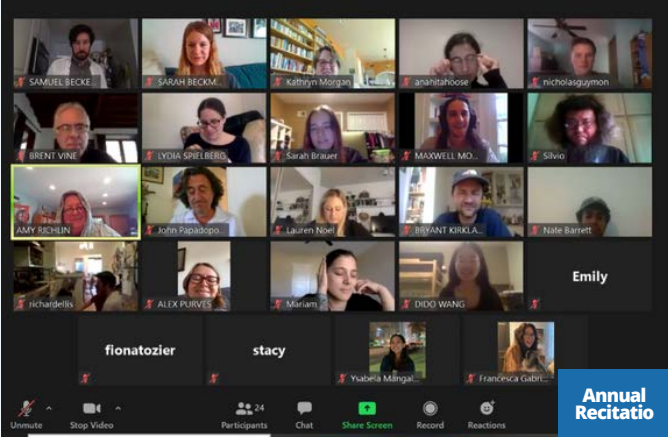 SAMUEL BECKE...
SARAH BECKM...
Kathryn Morgan
anahitahoose
nicholasguymon
BRENT VINE
LYDIA SPIELBERG
Sarah Brauer
MAXWELL MO...
Silvio
AMY RICHLIN
John Papadopo...
Lauren Noel
BRYANT KIRKLA...
Nate Barrett
richardellis
ALEX PURVES
Mariam
DIDO WANG
Emily
fionatozier
stacy
Ysabela Mangal...
Francesca Gabri...
Unmute
Stop Video
24
Participants
Chat
Share Screen
Record
Reactions
Annual
Recitatio